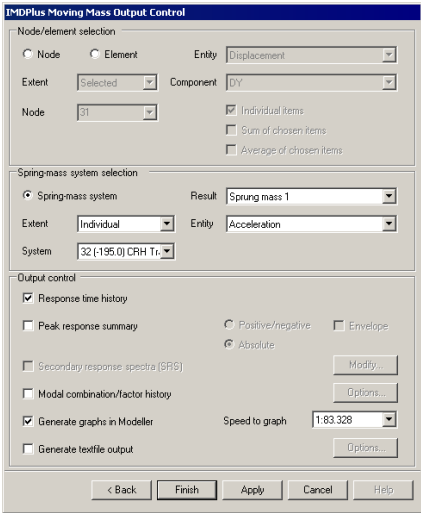 IMDPlus Moving Mass Output Control
Node/element selection
Node Element Entity Displacement
Extent Selected Component DY
Node 31 Individual items
Sum of chosen items
Average of chosen items
Spring-mass system selection
Spring-mass system Result Sprung mass 1
Extent Individual Entity Acceleration
System 32 (-195.0) CRH Tr
Output control
Response time history
Peak response summary Positive/negative Envelope
Absolute
Secondary response spectra (SRS) Modify...
Modal combination/factor history Options...
Generate graphs in Modeller Speed to graph 1:83.328
Generate textfile output Options...
< Back Finish Apply Cancel Help